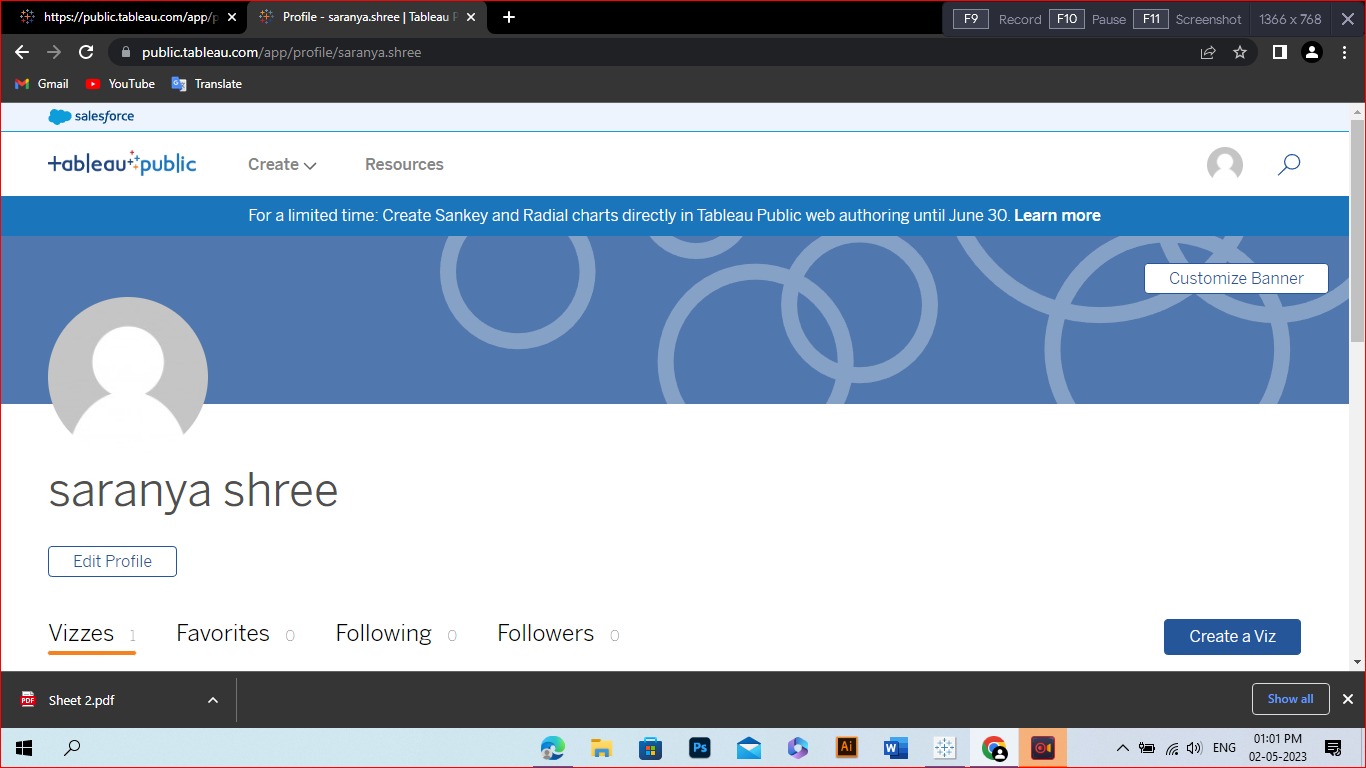 https://public.tableau.com/app/p
Profile - saranya.shree | Tableau P
F9 Record F10 Pause F11 Screenshot 1366 x 768
public.tableau.com/app/profile/saranya.shree
Gmail YouTube Translate
salesforce
+ableau public
Create Resources
For a limited time: Create Sankey and Radial charts directly in Tableau Public web authoring until June 30. Learn more
Customize Banner
saranya shree
Edit Profile
Vizzes 1 Favorites 0 Following 0 Followers 0
Create a Viz
PDF Sheet 2.pdf
Show all
Ps Ai W
ENG
01:01 PM
02-05-2023